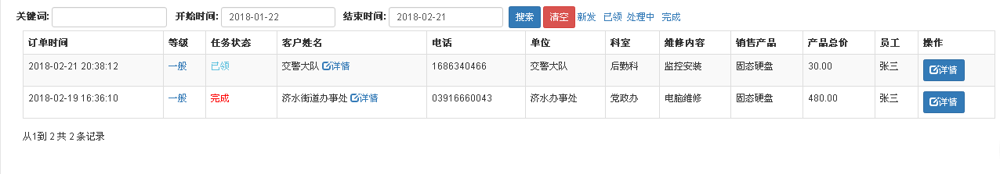 关键词: 开始时间: 2018-01-22 结束时间: 2018-02-21 搜索 清空 新发 已领 处理中 完成
订单时间 等级 任务状态 客户姓名 电话 单位 科室 维修内容 销售产品 产品总价 员工 操作
2018-02-21 20:38:12 一般 已领 交警大队 详情 1686340466 交警大队 后勤科 监控安装 固态硬盘 30.00 张三 详情
2018-02-19 16:36:10 一般 完成 济水街道办事处 详情 03916660043 济水办事处 党政办 电脑维修 固态硬盘 480.00 张三 详情
从1到 2 共 2 条记录